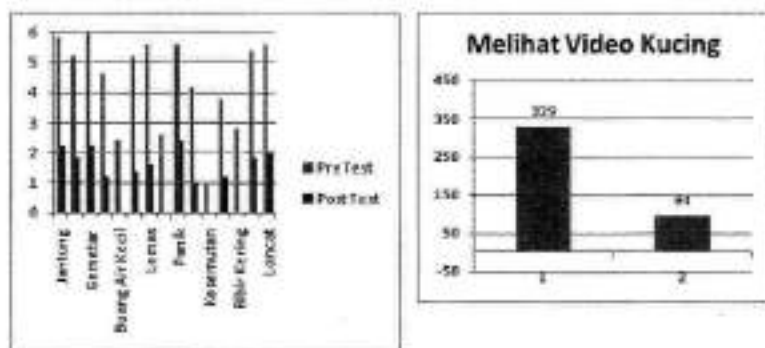 6
5
4
3
2
1
0
Jantung
Gemetar
Buang Air Kecil
Lemas
Panik
Kesemutan
Bibir Kering
Loncat
Pre Test
Post Test
Melihat Video Kucing
450
350
250
150
50
-50
329
94
1
2